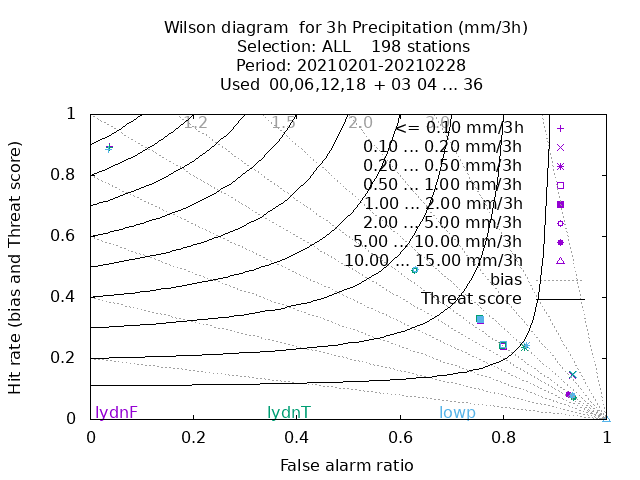 Wilson diagram  for 3h Precipitation (mm/3h)
Selection: ALL    198 stations
Period: 20210201-20210228
Used  00,06,12,18  + 03 04 ... 36
1.2
1.5
2.0
3.0
<= 0.10 mm/3h
0.10 ... 0.20 mm/3h
0.20 ... 0.50 mm/3h
0.50 ... 1.00 mm/3h
1.00 ... 2.00 mm/3h
2.00 ... 5.00 mm/3h
5.00 ... 10.00 mm/3h
10.00 ... 15.00 mm/3h
bias
Threat score
1
0.8
0.6
0.4
0.2
0
Hit rate (bias and Threat score)
lydnF
lydnT
lowp
0
0.2
0.4
0.6
0.8
1
False alarm ratio